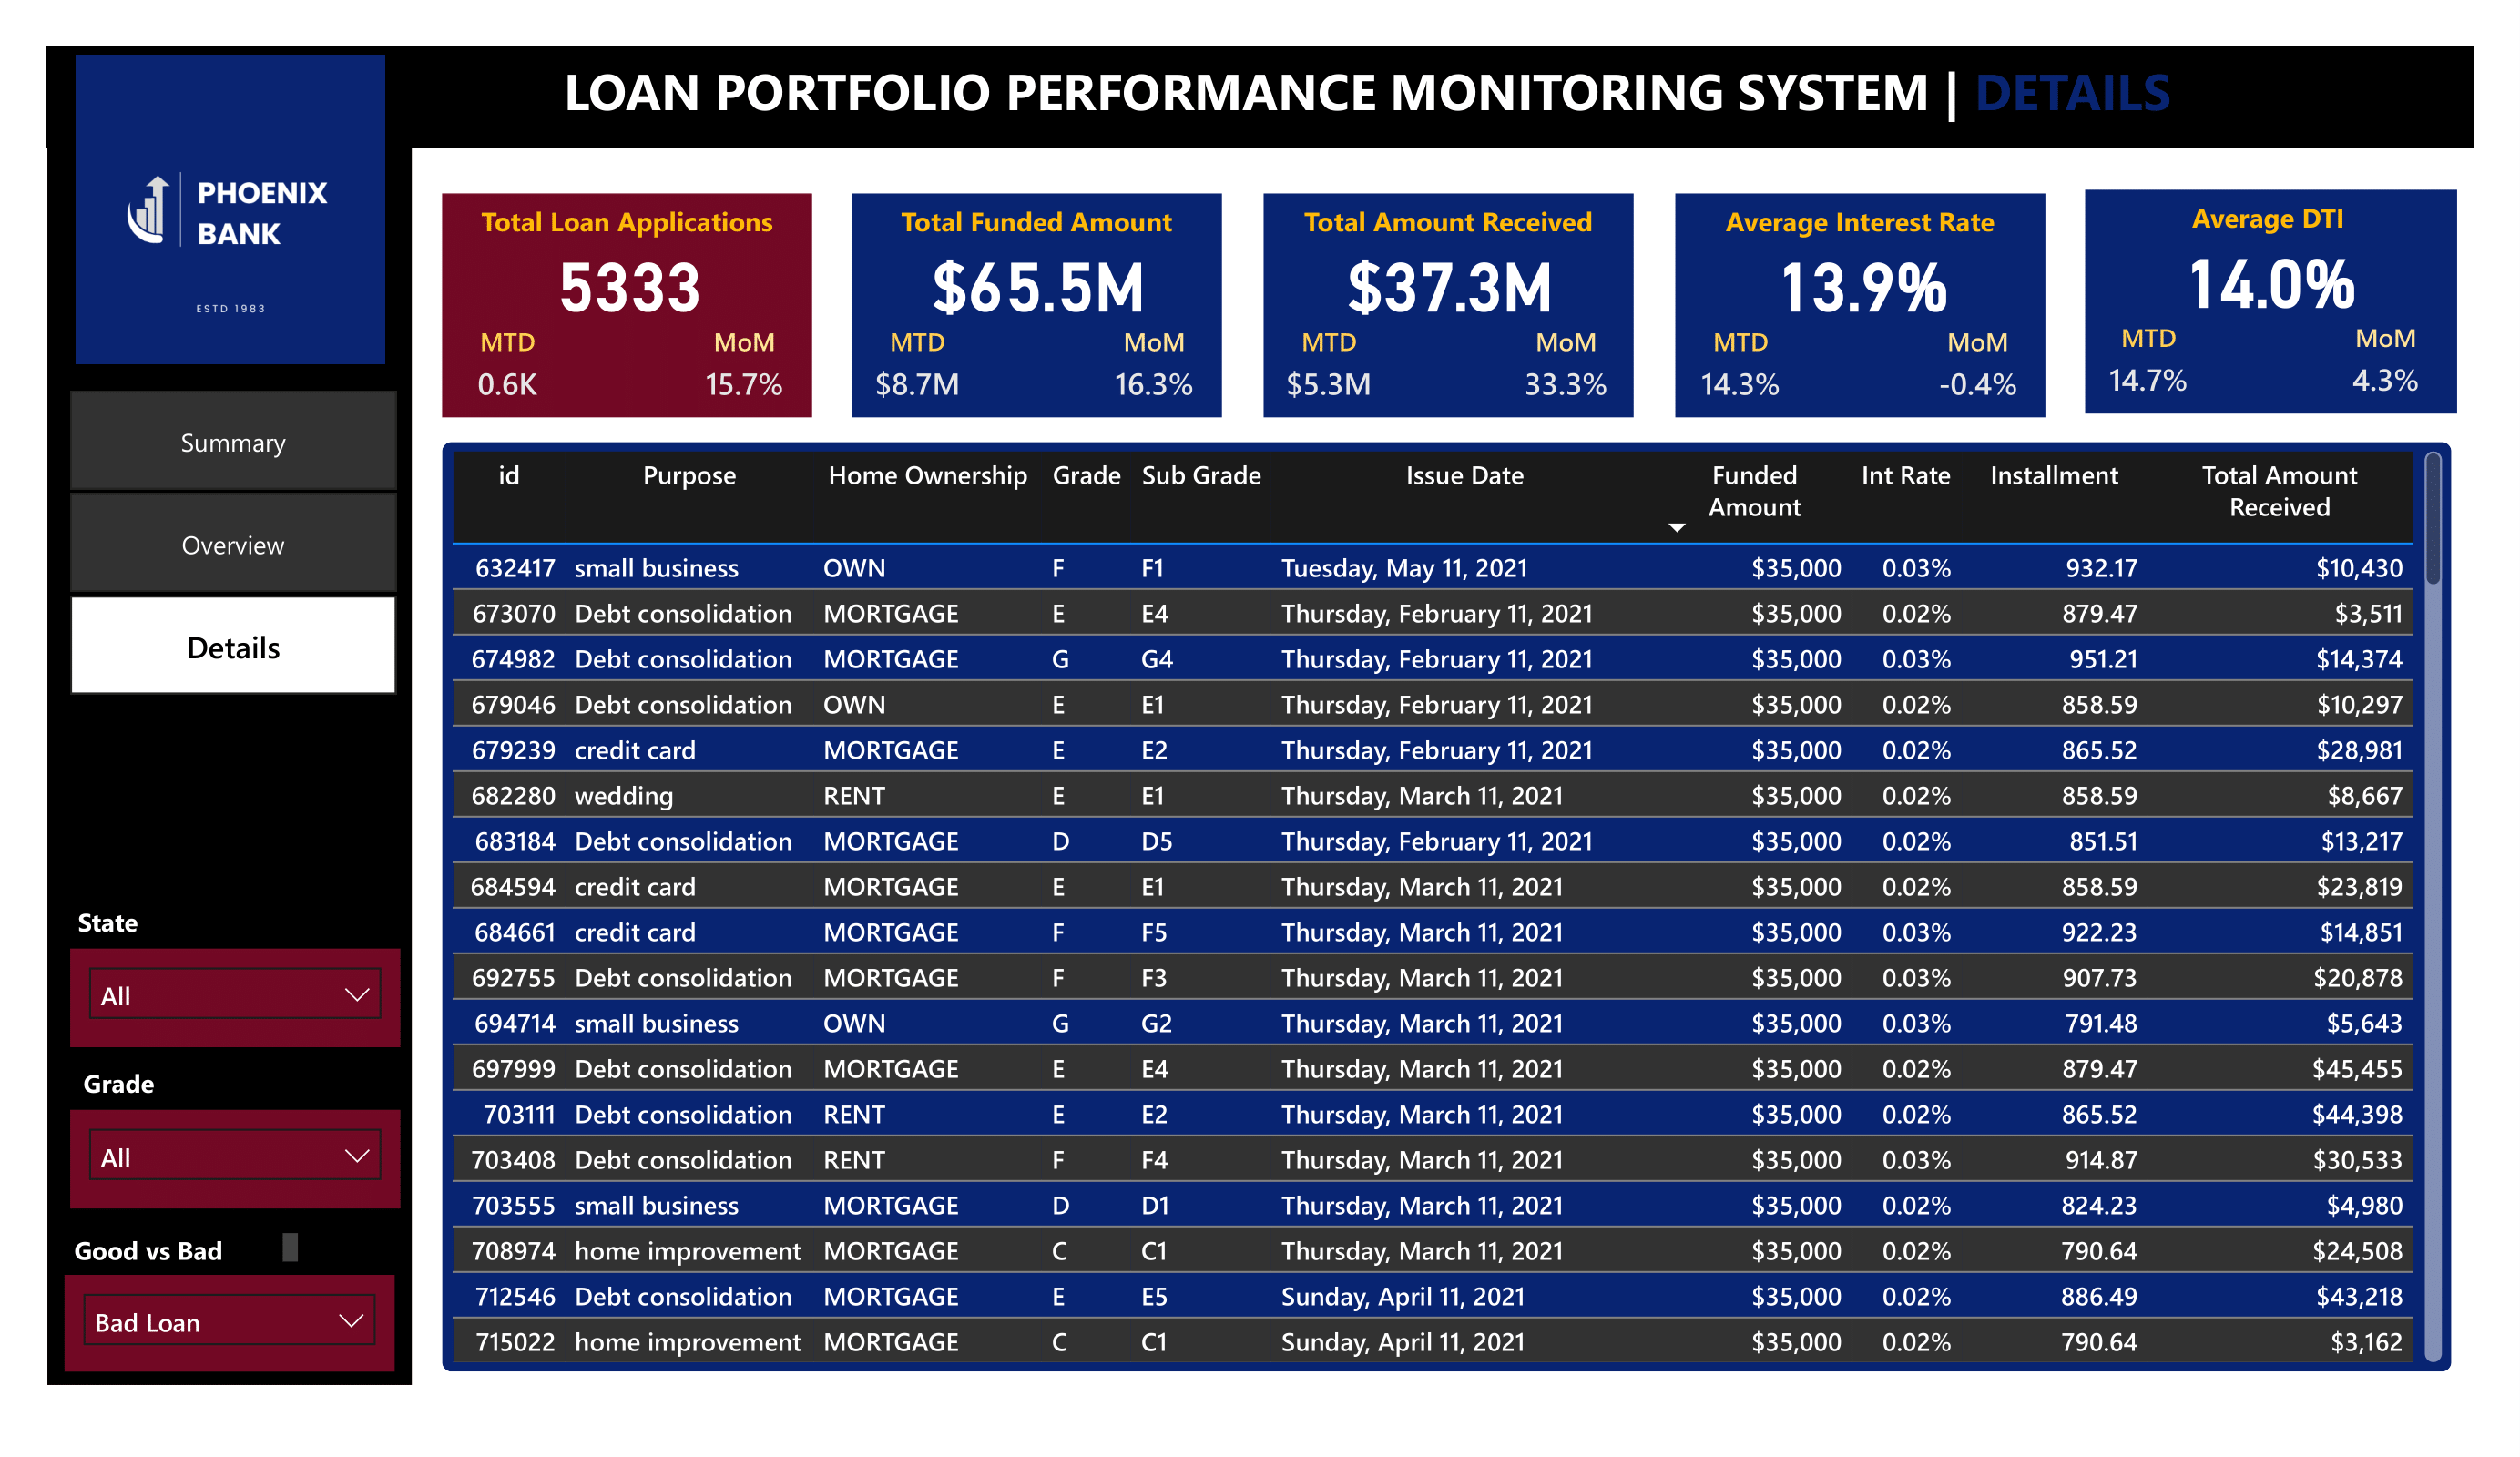 LOAN PORTFOLIO PERFORMANCE MONITORING SYSTEM | DETAILS
PHOENIX
BANK
ESTD 1983
Summary
Overview
Details
State
All
Grade
All
Good vs Bad
Bad Loan
Total Loan Applications
5333
MTD MoM
0.6K 15.7%
Total Funded Amount
$65.5M
MTD MoM
$8.7M 16.3%
Total Amount Received
$37.3M
MTD MoM
$5.3M 33.3%
Average Interest Rate
13.9%
MTD MoM
14.3% -0.4%
Average DTI
14.0%
MTD MoM
14.7% 4.3%
id Purpose Home Ownership Grade Sub Grade Issue Date Funded Int Rate Installment Total Amount
Amount Received
632417 small business OWN F F1 Tuesday, May 11, 2021 $35,000 0.03% 932.17 $10,430
673070 Debt consolidation MORTGAGE E E4 Thursday, February 11, 2021 $35,000 0.02% 879.47 $3,511
674982 Debt consolidation MORTGAGE G G4 Thursday, February 11, 2021 $35,000 0.03% 951.21 $14,374
679046 Debt consolidation OWN E E1 Thursday, February 11, 2021 $35,000 0.02% 858.59 $10,297
679239 credit card MORTGAGE E E2 Thursday, February 11, 2021 $35,000 0.02% 865.52 $28,981
682280 wedding RENT E E1 Thursday, March 11, 2021 $35,000 0.02% 858.59 $8,667
683184 Debt consolidation MORTGAGE D D5 Thursday, February 11, 2021 $35,000 0.02% 851.51 $13,217
684594 credit card MORTGAGE E E1 Thursday, March 11, 2021 $35,000 0.02% 858.59 $23,819
684661 credit card MORTGAGE F F5 Thursday, March 11, 2021 $35,000 0.03% 922.23 $14,851
692755 Debt consolidation MORTGAGE F F3 Thursday, March 11, 2021 $35,000 0.03% 907.73 $20,878
694714 small business OWN G G2 Thursday, March 11, 2021 $35,000 0.03% 791.48 $5,643
697999 Debt consolidation MORTGAGE E E4 Thursday, March 11, 2021 $35,000 0.02% 879.47 $45,455
703111 Debt consolidation RENT E E2 Thursday, March 11, 2021 $35,000 0.02% 865.52 $44,398
703408 Debt consolidation RENT F F4 Thursday, March 11, 2021 $35,000 0.03% 914.87 $30,533
703555 small business MORTGAGE D D1 Thursday, March 11, 2021 $35,000 0.02% 824.23 $4,980
708974 home improvement MORTGAGE C C1 Thursday, March 11, 2021 $35,000 0.02% 790.64 $24,508
712546 Debt consolidation MORTGAGE E E5 Sunday, April 11, 2021 $35,000 0.02% 886.49 $43,218
715022 home improvement MORTGAGE C C1 Sunday, April 11, 2021 $35,000 0.02% 790.64 $3,162